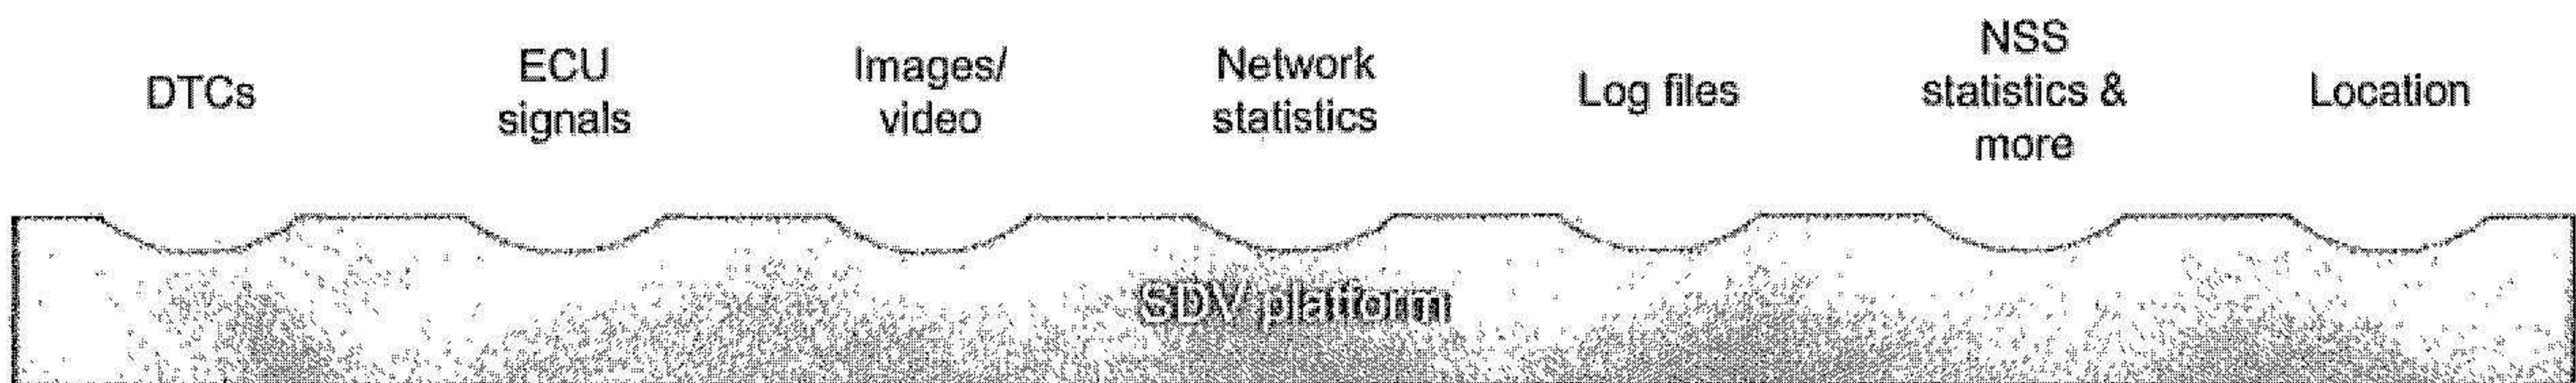 DTCs
ECU
signals
Images/
video
Network
statistics
Log files
NSS
statistics &
more
Location
SDV platform